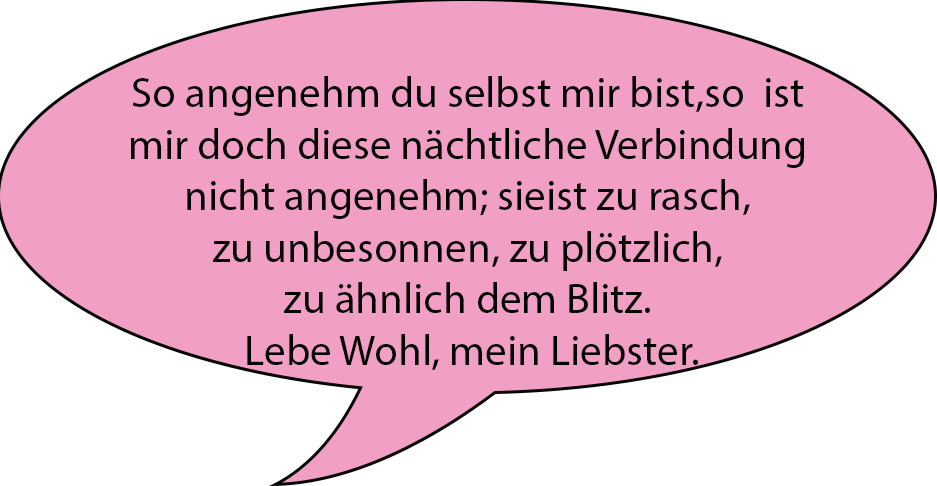 So angenehm du selbst mir bist,so  ist
mir doch diese nächtliche Verbindung
nicht angenehm; sieist zu rasch,
zu unbesonnen, zu plötzlich,
zu ähnlich dem Blitz.
Lebe Wohl, mein Liebster.